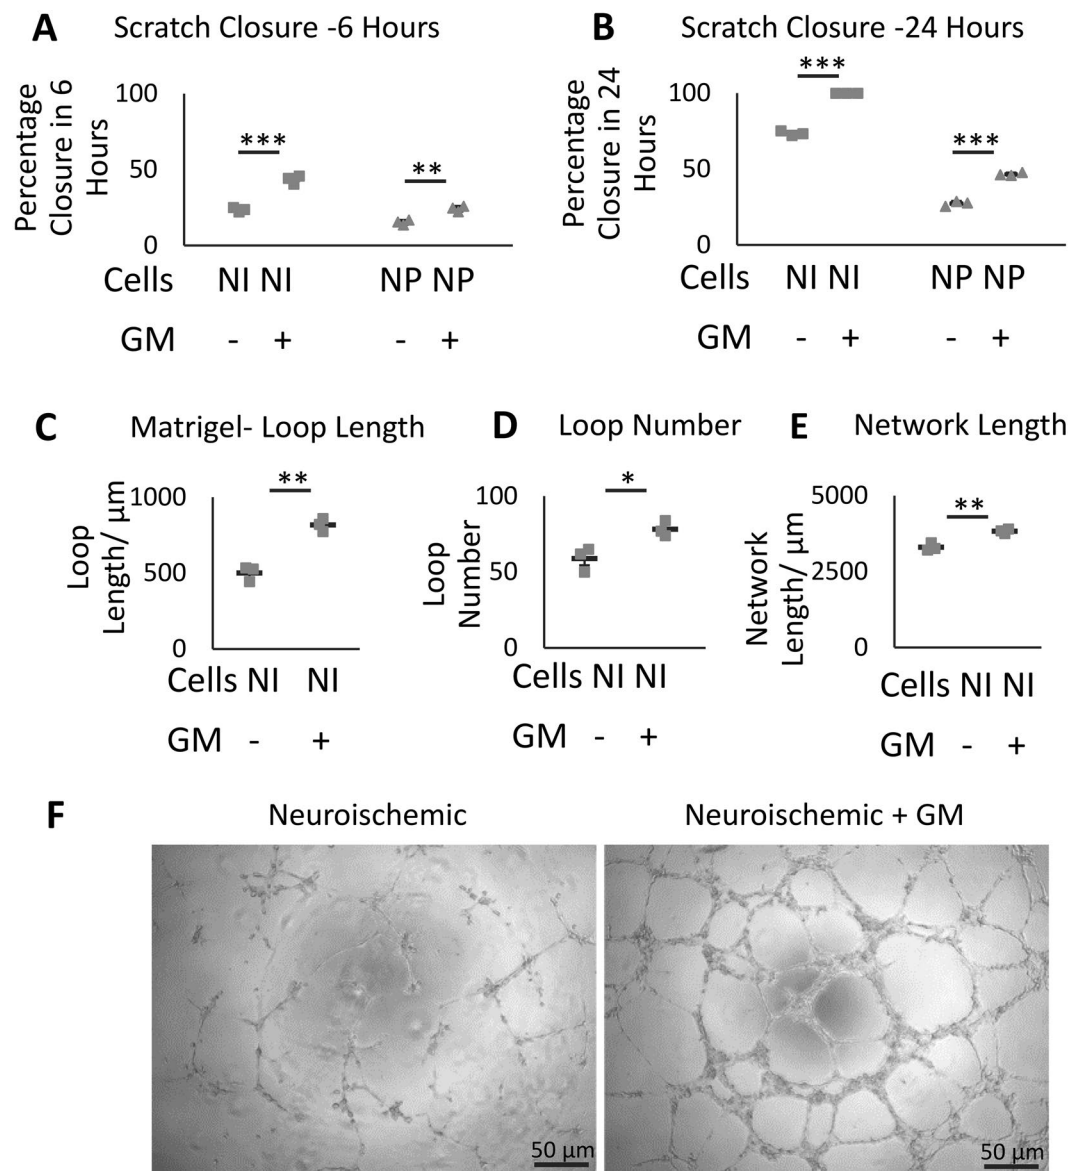 A Scratch Closure -6 Hours
Percentage
Closure in 6
Hours
100
50
0
***
**
Cells NI NI NP NP
GM - + - +
B Scratch Closure -24 Hours
Percentage
Closure in 24
Hours
100
50
0
***
***
Cells NI NI NP NP
GM - + - +
C Matrigel- Loop Length
Loop
Length/ µm
1000
500
0
**
Cells NI NI
GM - +
D Loop Number
Loop
Number
100
50
0
*
Cells NI NI
GM - +
E Network Length
Network
Length/ µm
5000
2500
0
**
Cells NI NI
GM - +
F Neuroischemic Neuroischemic + GM
50 µm 50 µm